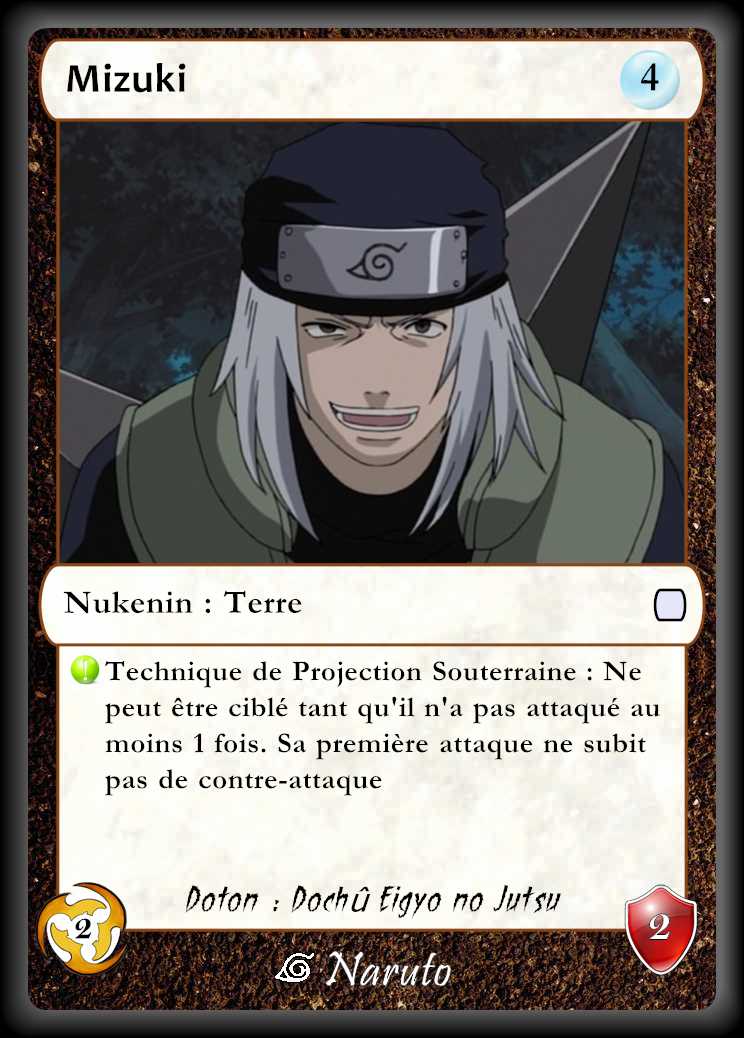 Mizuki
4
Nukenin : Terre
Technique de Projection Souterraine : Ne
peut être ciblé tant qu'il n'a pas attaqué au
moins 1 fois. Sa première attaque ne subit
pas de contre-attaque
Doton : Dochû Eigyo no Jutsu
2
2
Naruto